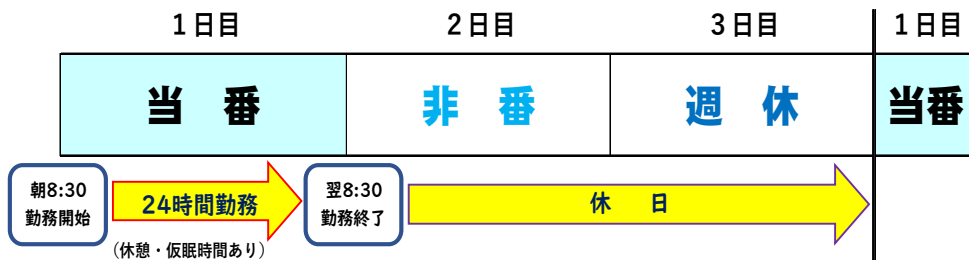 1日目 2日目 3日目 1日目
当 番 非 番 週 休 当番
朝8:30
勤務開始
24時間勤務
(休憩・仮眠時間あり)
翌8:30
勤務終了
休 日